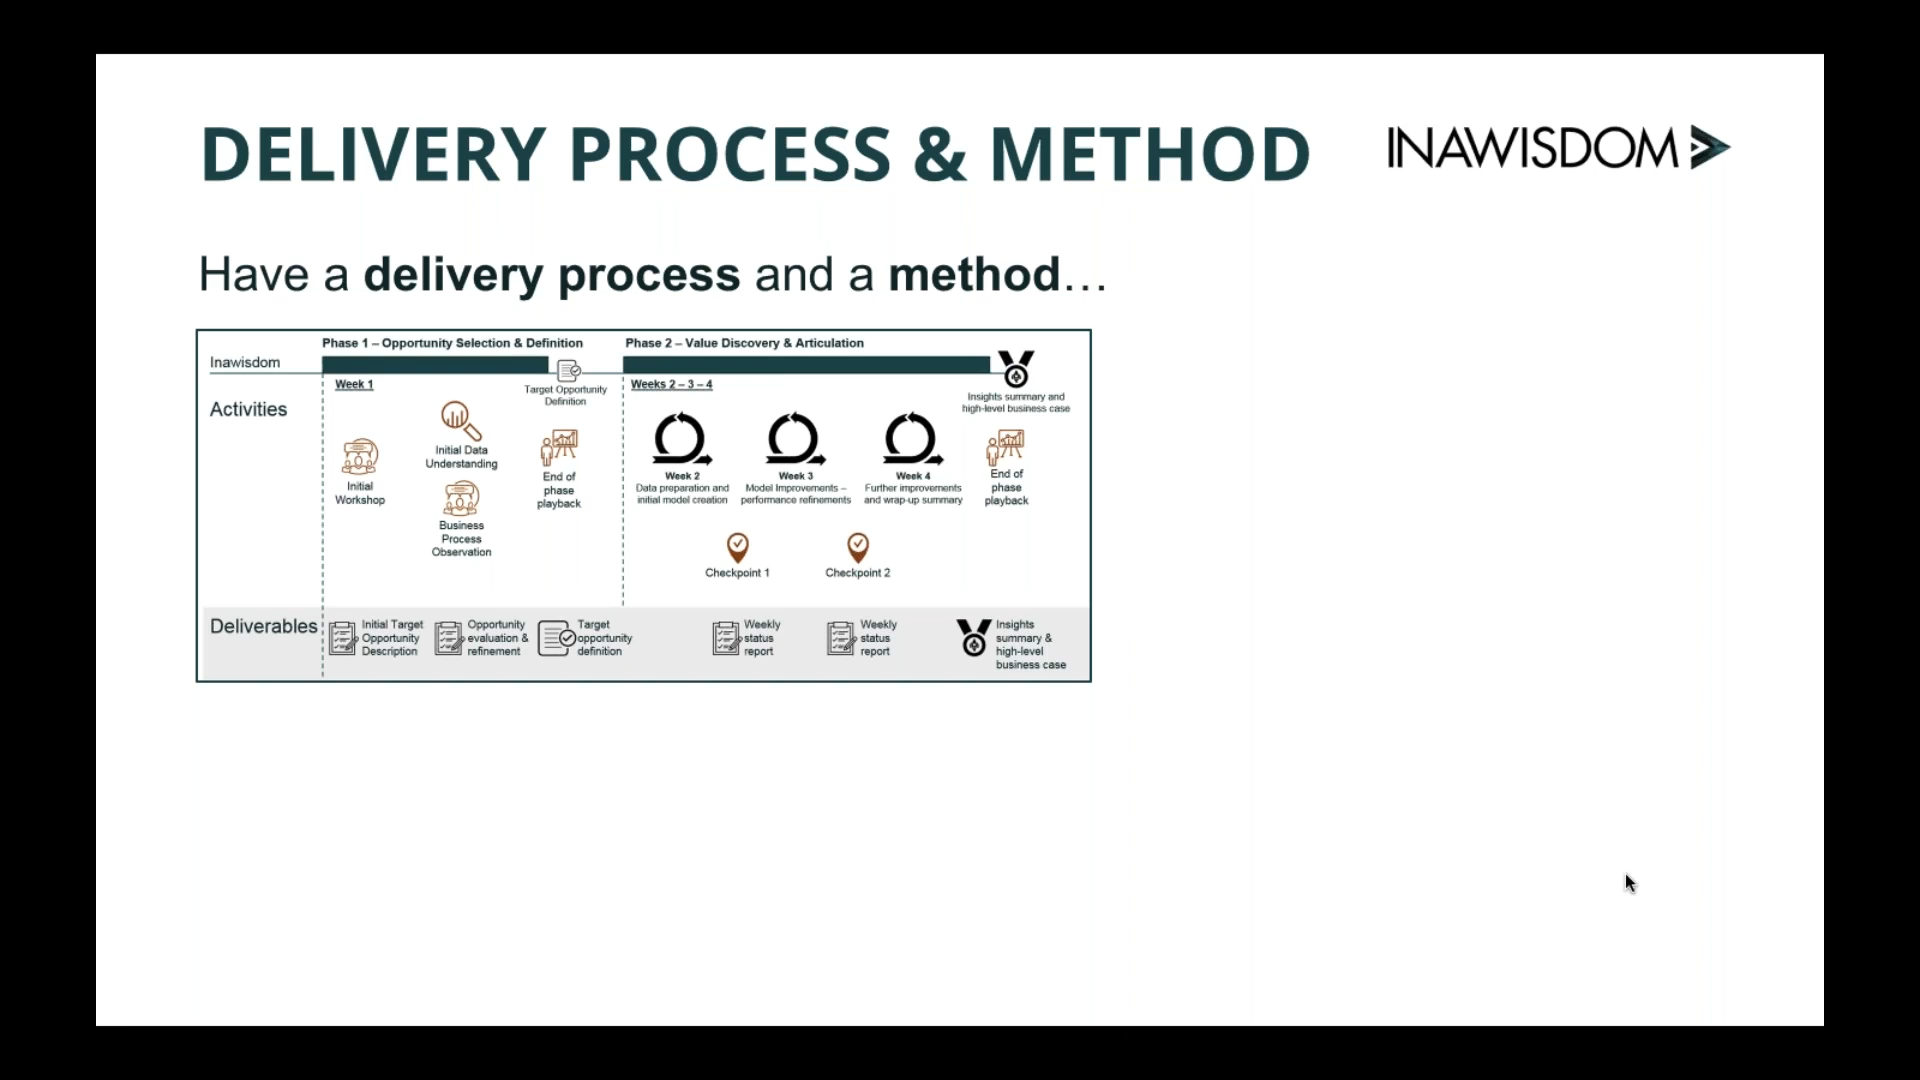 DELIVERY PROCESS & METHOD
INAWISDOM
Have a delivery process and a method…
Phase 1 – Opportunity Selection & Definition
Phase 2 – Value Discovery & Articulation
Inawisdom
Week 1
Target Opportunity
Definition
Weeks 2 – 3 – 4
Insights summary and
high-level business case
Activities
Initial
Workshop
Initial Data
Understanding
Business
Process
Observation
End of
phase
playback
Week 2
Data preparation and
initial model creation
Week 3
Model Improvements –
performance refinements
Week 4
Further improvements
and wrap-up summary
End of
phase
playback
Checkpoint 1
Checkpoint 2
Deliverables
Initial Target
Opportunity
Description
Opportunity
evaluation &
refinement
Target
opportunity
definition
Weekly
status
report
Weekly
status
report
Insights
summary &
high-level
business case